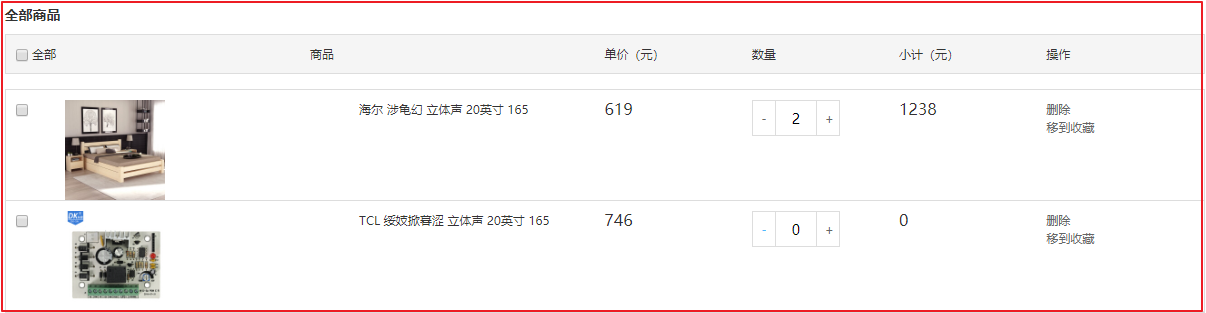 全部商品
全部 商品 单价（元） 数量 小计（元） 操作
海尔 涉龟幻 立体声 20英寸 165 619 - 2 + 1238 删除
移到收藏
DK
TCL 绥妓掀暮涩 立体声 20英寸 165 746 - 0 + 0 删除
移到收藏